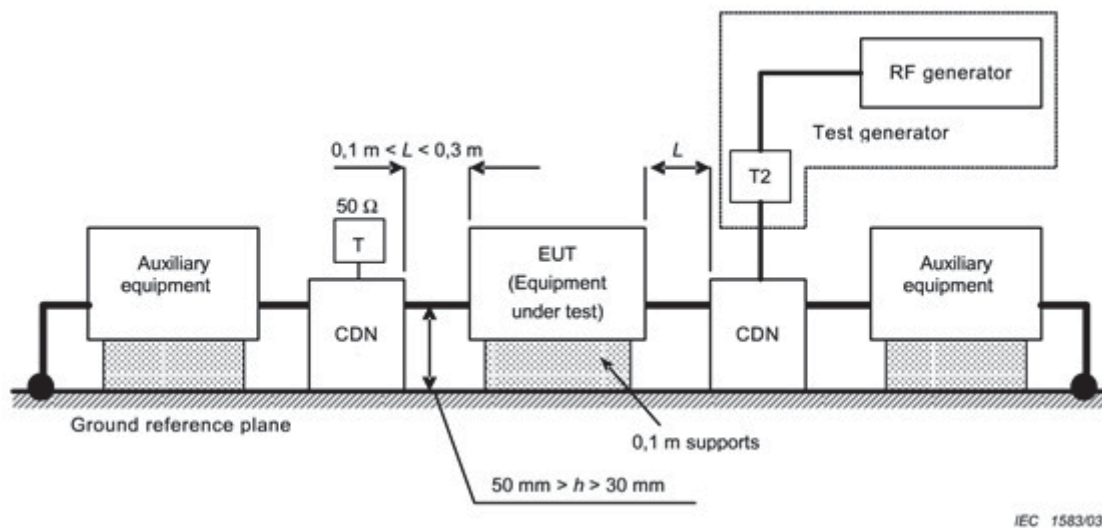 RF generator
Test generator
0,1 m < L < 0,3 m
L
T2
50 Ω
T
Auxiliary
equipment
EUT
(Equipment
under test)
Auxiliary
equipment
CDN
CDN
Ground reference plane
0,1 m supports
50 mm > h > 30 mm
IEC 1583/03